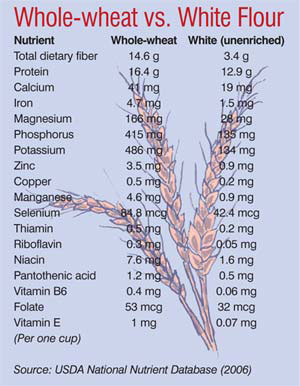 Whole-wheat vs. White Flour
Nutrient Whole-wheat White (unenriched)
Total dietary fiber 14.6 g 3.4 g
Protein 16.4 g 12.9 g
Calcium 41 mg 19 mg
Iron 4.7 mg 1.5 mg
Magnesium 166 mg 28 mg
Phosphorus 415 mg 135 mg
Potassium 486 mg 134 mg
Zinc 3.5 mg 0.9 mg
Copper 0.5 mg 0.2 mg
Manganese 4.6 mg 0.9 mg
Selenium 84.8 mcg 42.4 mcg
Thiamin 0.5 mg 0.2 mg
Riboflavin 0.3 mg 0.05 mg
Niacin 7.6 mg 1.6 mg
Pantothenic acid 1.2 mg 0.5 mg
Vitamin B6 0.4 mg 0.06 mg
Folate 53 mcg 32 mcg
Vitamin E 1 mg 0.07 mg
(Per one cup)
Source: USDA National Nutrient Database (2006)